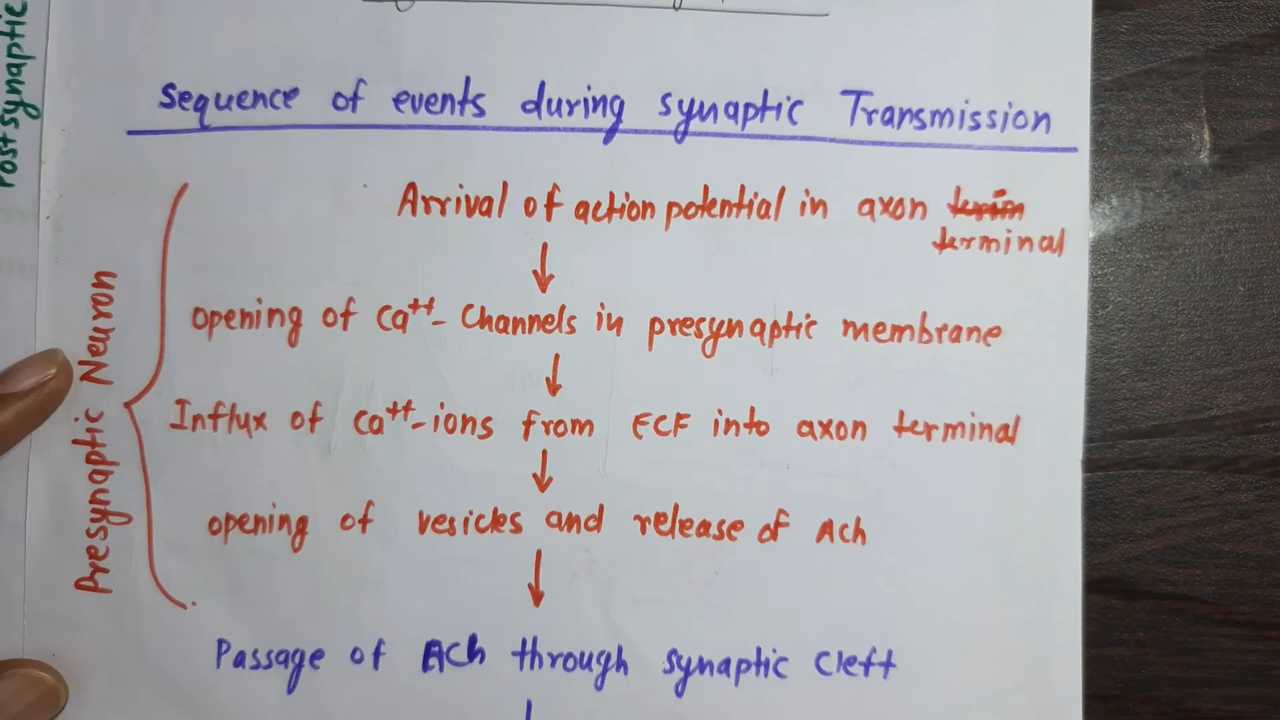 Postsynaptic
Sequence of events during synaptic Transmission
Arrival of action potential in axon
terminal
opening of Ca++- Channels in presynaptic membrane
Influx of Ca++-ions from ECF into axon terminal
opening of vesicles and release of Ach
Presynaptic Neuron
Passage of ACh through synaptic cleft